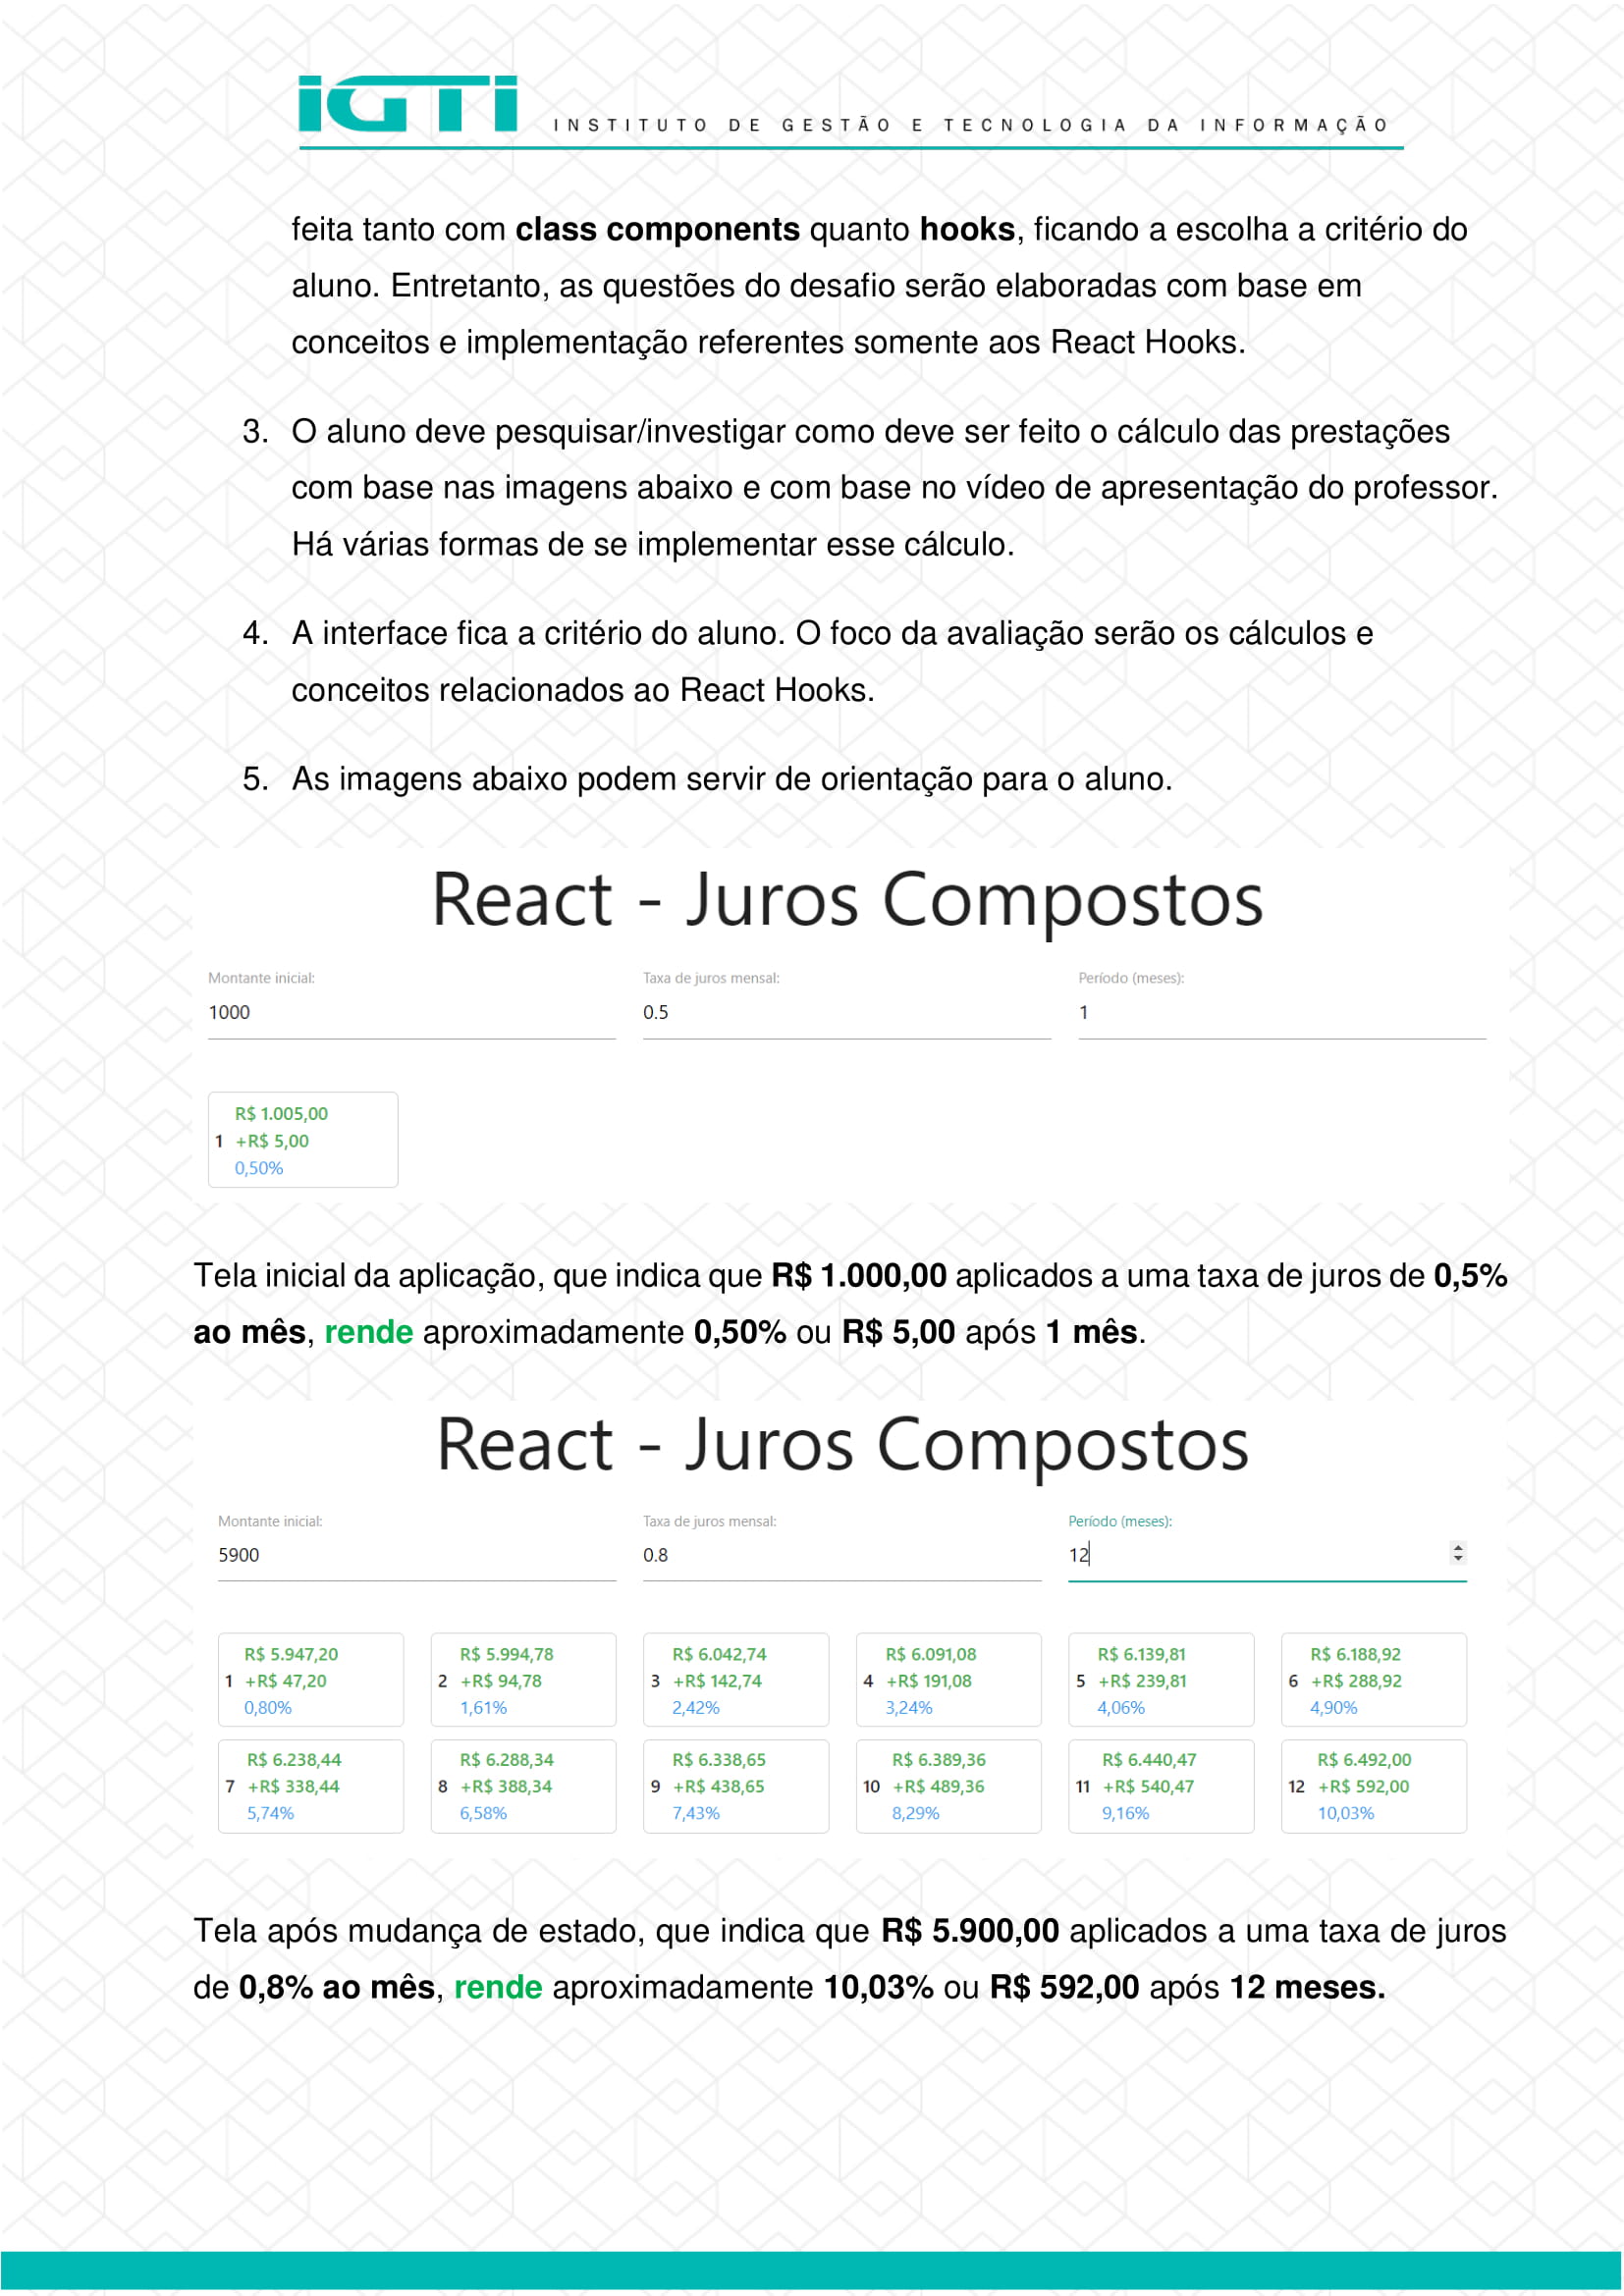 iGTi INSTITUTO DE GESTÃO E TECNOLOGIA DA INFORMAÇÃO
feita tanto com class components quanto hooks, ficando a escolha a critério do
aluno. Entretanto, as questões do desafio serão elaboradas com base em
conceitos e implementação referentes somente aos React Hooks.
3. O aluno deve pesquisar/investigar como deve ser feito o cálculo das prestações
com base nas imagens abaixo e com base no vídeo de apresentação do professor.
Há várias formas de se implementar esse cálculo.
4. A interface fica a critério do aluno. O foco da avaliação serão os cálculos e
conceitos relacionados ao React Hooks.
5. As imagens abaixo podem servir de orientação para o aluno.
React - Juros Compostos
Montante inicial: Taxa de juros mensal: Período (meses):
1000 0.5 1
R$ 1.005,00
1 +R$ 5,00
0,50%
Tela inicial da aplicação, que indica que R$ 1.000,00 aplicados a uma taxa de juros de 0,5%
ao mês, rende aproximadamente 0,50% ou R$ 5,00 após 1 mês.
React - Juros Compostos
Montante inicial: Taxa de juros mensal: Período (meses):
5900 0.8 12
R$ 5.947,20 R$ 5.994,78 R$ 6.042,74 R$ 6.091,08 R$ 6.139,81 R$ 6.188,92
1 +R$ 47,20 2 +R$ 94,78 3 +R$ 142,74 4 +R$ 191,08 5 +R$ 239,81 6 +R$ 288,92
0,80% 1,61% 2,42% 3,24% 4,06% 4,90%
R$ 6.238,44 R$ 6.288,34 R$ 6.338,65 R$ 6.389,36 R$ 6.440,47 R$ 6.492,00
7 +R$ 338,44 8 +R$ 388,34 9 +R$ 438,65 10 +R$ 489,36 11 +R$ 540,47 12 +R$ 592,00
5,74% 6,58% 7,43% 8,29% 9,16% 10,03%
Tela após mudança de estado, que indica que R$ 5.900,00 aplicados a uma taxa de juros
de 0,8% ao mês, rende aproximadamente 10,03% ou R$ 592,00 após 12 meses.